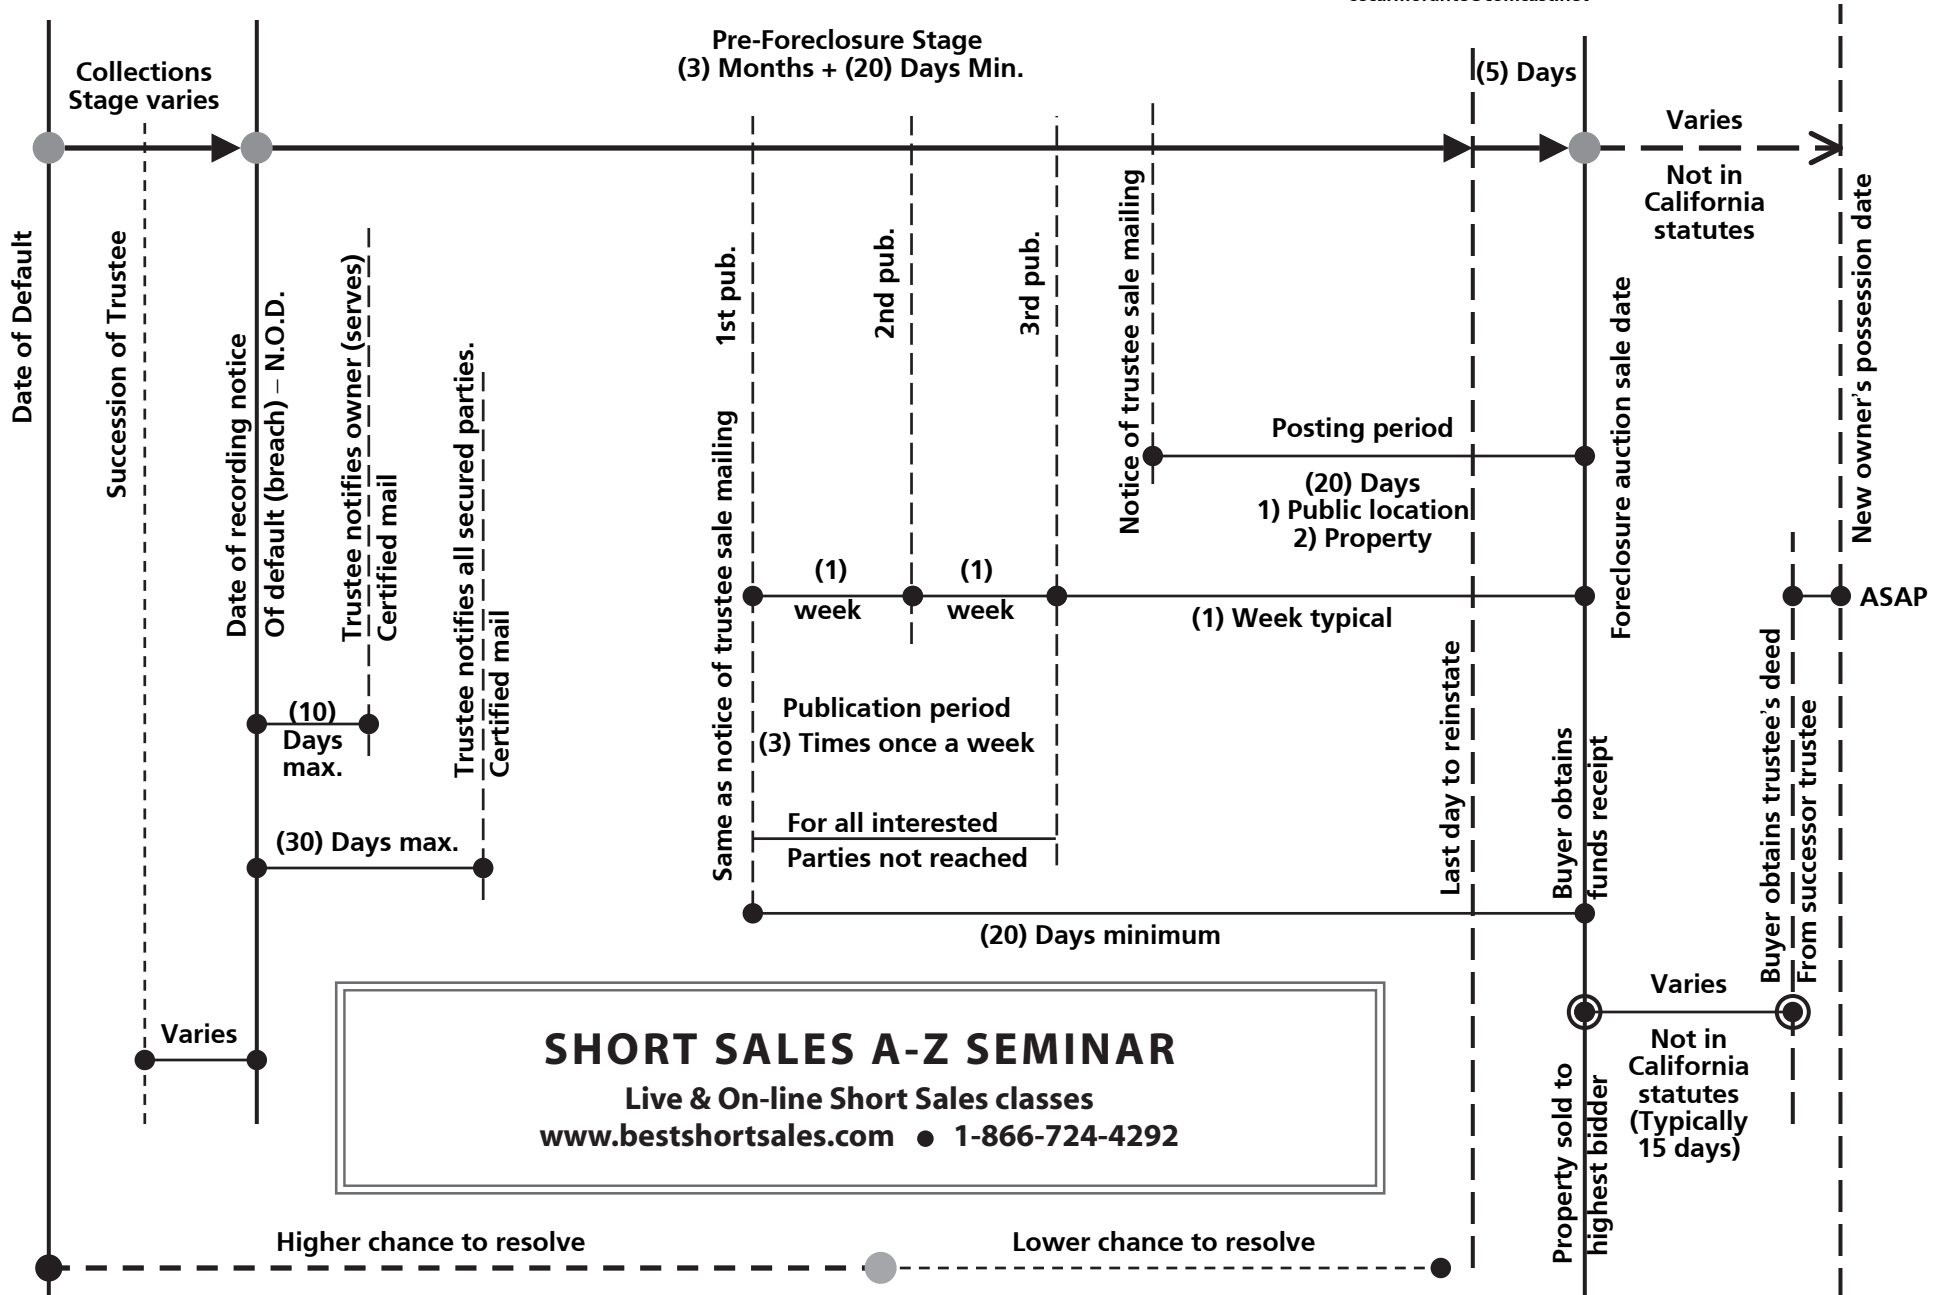 Pre-Foreclosure Stage
(3) Months + (20) Days Min.
Collections
Stage varies
(5) Days
Varies
Not in
California
statutes
Date of Default
Succession of Trustee
Date of recording notice
Of default (breach) – N.O.D.
Trustee notifies owner (serves)
Certified mail
Trustee notifies all secured parties.
Certified mail
Same as notice of trustee sale mailing
1st pub.
2nd pub.
3rd pub.
Notice of trustee sale mailing
Posting period
(20) Days
1) Public location
2) Property
Foreclosure auction sale date
New owner's possession date
(1)
week
(1)
week
(1) Week typical
ASAP
(10)
Days
max.
(30) Days max.
Publication period
(3) Times once a week
For all interested
Parties not reached
Last day to reinstate
Buyer obtains
funds receipt
Buyer obtains trustee's deed
From successor trustee
(20) Days minimum
Varies
Varies
Not in
California
statutes
(Typically
15 days)
Property sold to
highest bidder
SHORT SALES A-Z SEMINAR
Live & On-line Short Sales classes
www.bestshortsales.com ● 1-866-724-4292
Higher chance to resolve
Lower chance to resolve